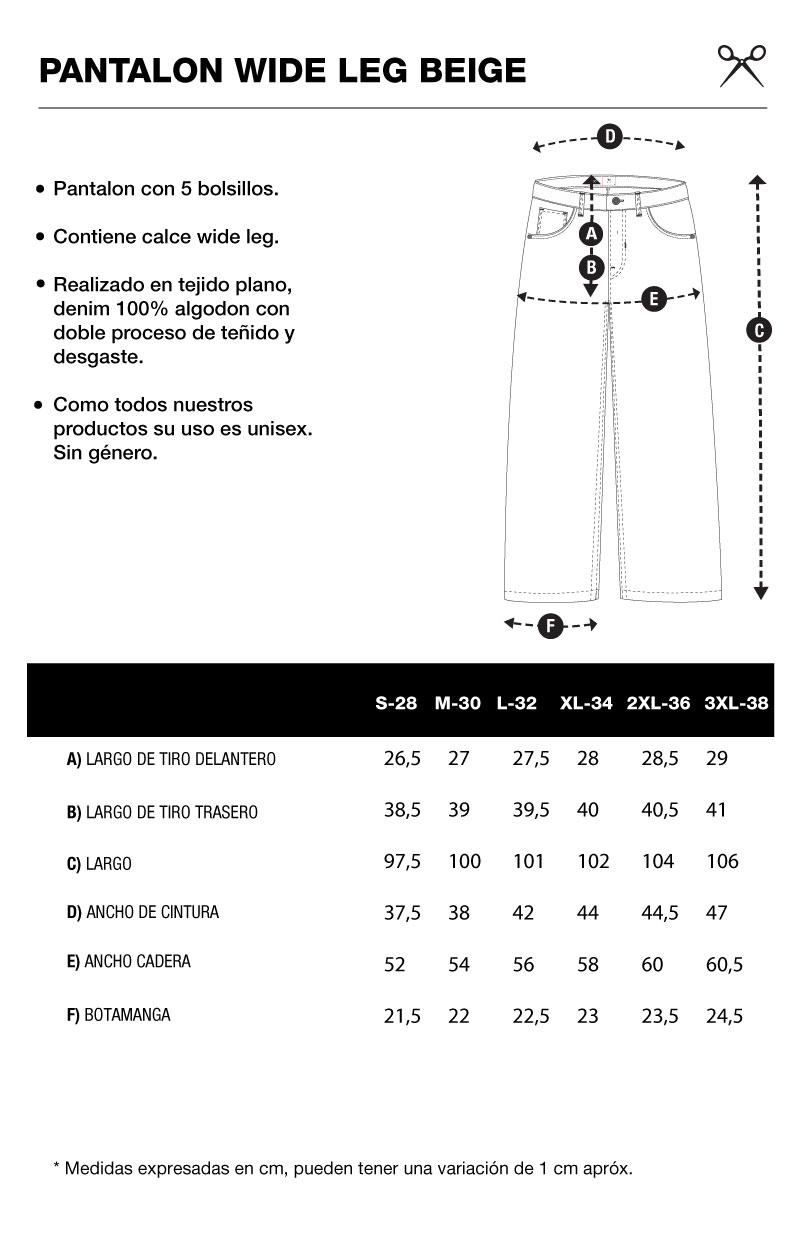 PANTALON WIDE LEG BEIGE
• Pantalon con 5 bolsillos.
• Contiene calce wide leg.
• Realizado en tejido plano,
denim 100% algodon con
doble proceso de teñido y
desgaste.
• Como todos nuestros
productos su uso es unisex.
Sin género.
D
A
B
E
C
F
S-28 M-30 L-32 XL-34 2XL-36 3XL-38
A) LARGO DE TIRO DELANTERO 26,5 27 27,5 28 28,5 29
B) LARGO DE TIRO TRASERO 38,5 39 39,5 40 40,5 41
C) LARGO 97,5 100 101 102 104 106
D) ANCHO DE CINTURA 37,5 38 42 44 44,5 47
E) ANCHO CADERA 52 54 56 58 60 60,5
F) BOTAMANGA 21,5 22 22,5 23 23,5 24,5
* Medidas expresadas en cm, pueden tener una variación de 1 cm apróx.